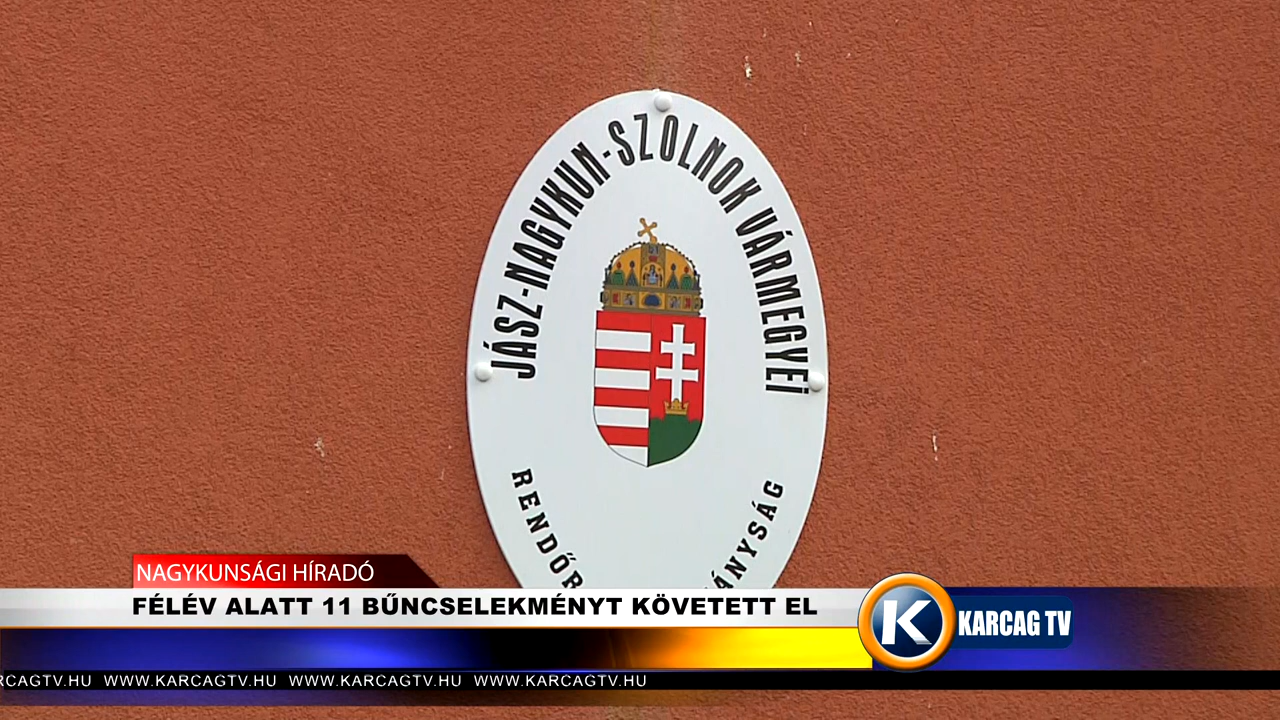 JÁSZ-NAGYKUN-SZOLNOK VÁRMEGYEI
NAGYKUNSÁGI HÍRADÓ
FÉLÉV ALATT 11 BŰNCSELEKMÉNYT KÖVETETT EL
K KARCAG TV
WWW.KARCAGTV.HU WWW.KARCAGTV.HU WWW.KARCAGTV.HU